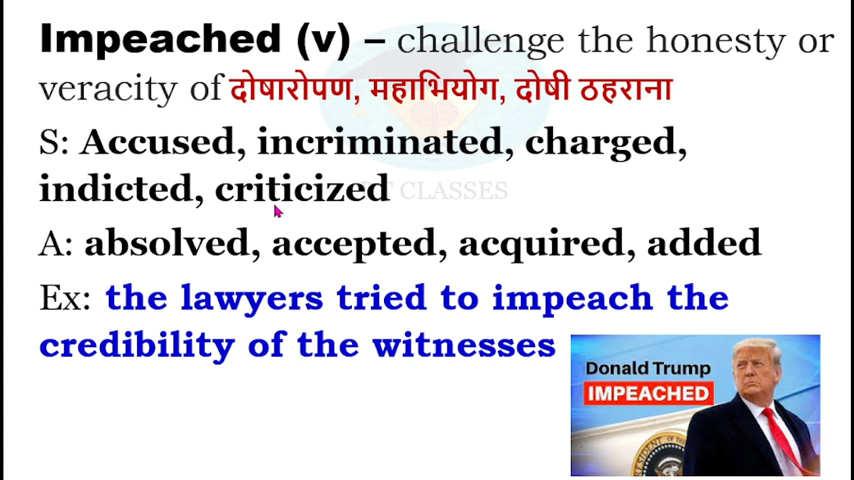 Impeached (v) – challenge the honesty or
veracity of दोषारोपण, महाभियोग, दोषी ठहराना
S: Accused, incriminated, charged,
indicted, criticized
CLASSES
A: absolved, accepted, acquired, added
Ex: the lawyers tried to impeach the
credibility of the witnesses
Donald Trump
IMPEACHED